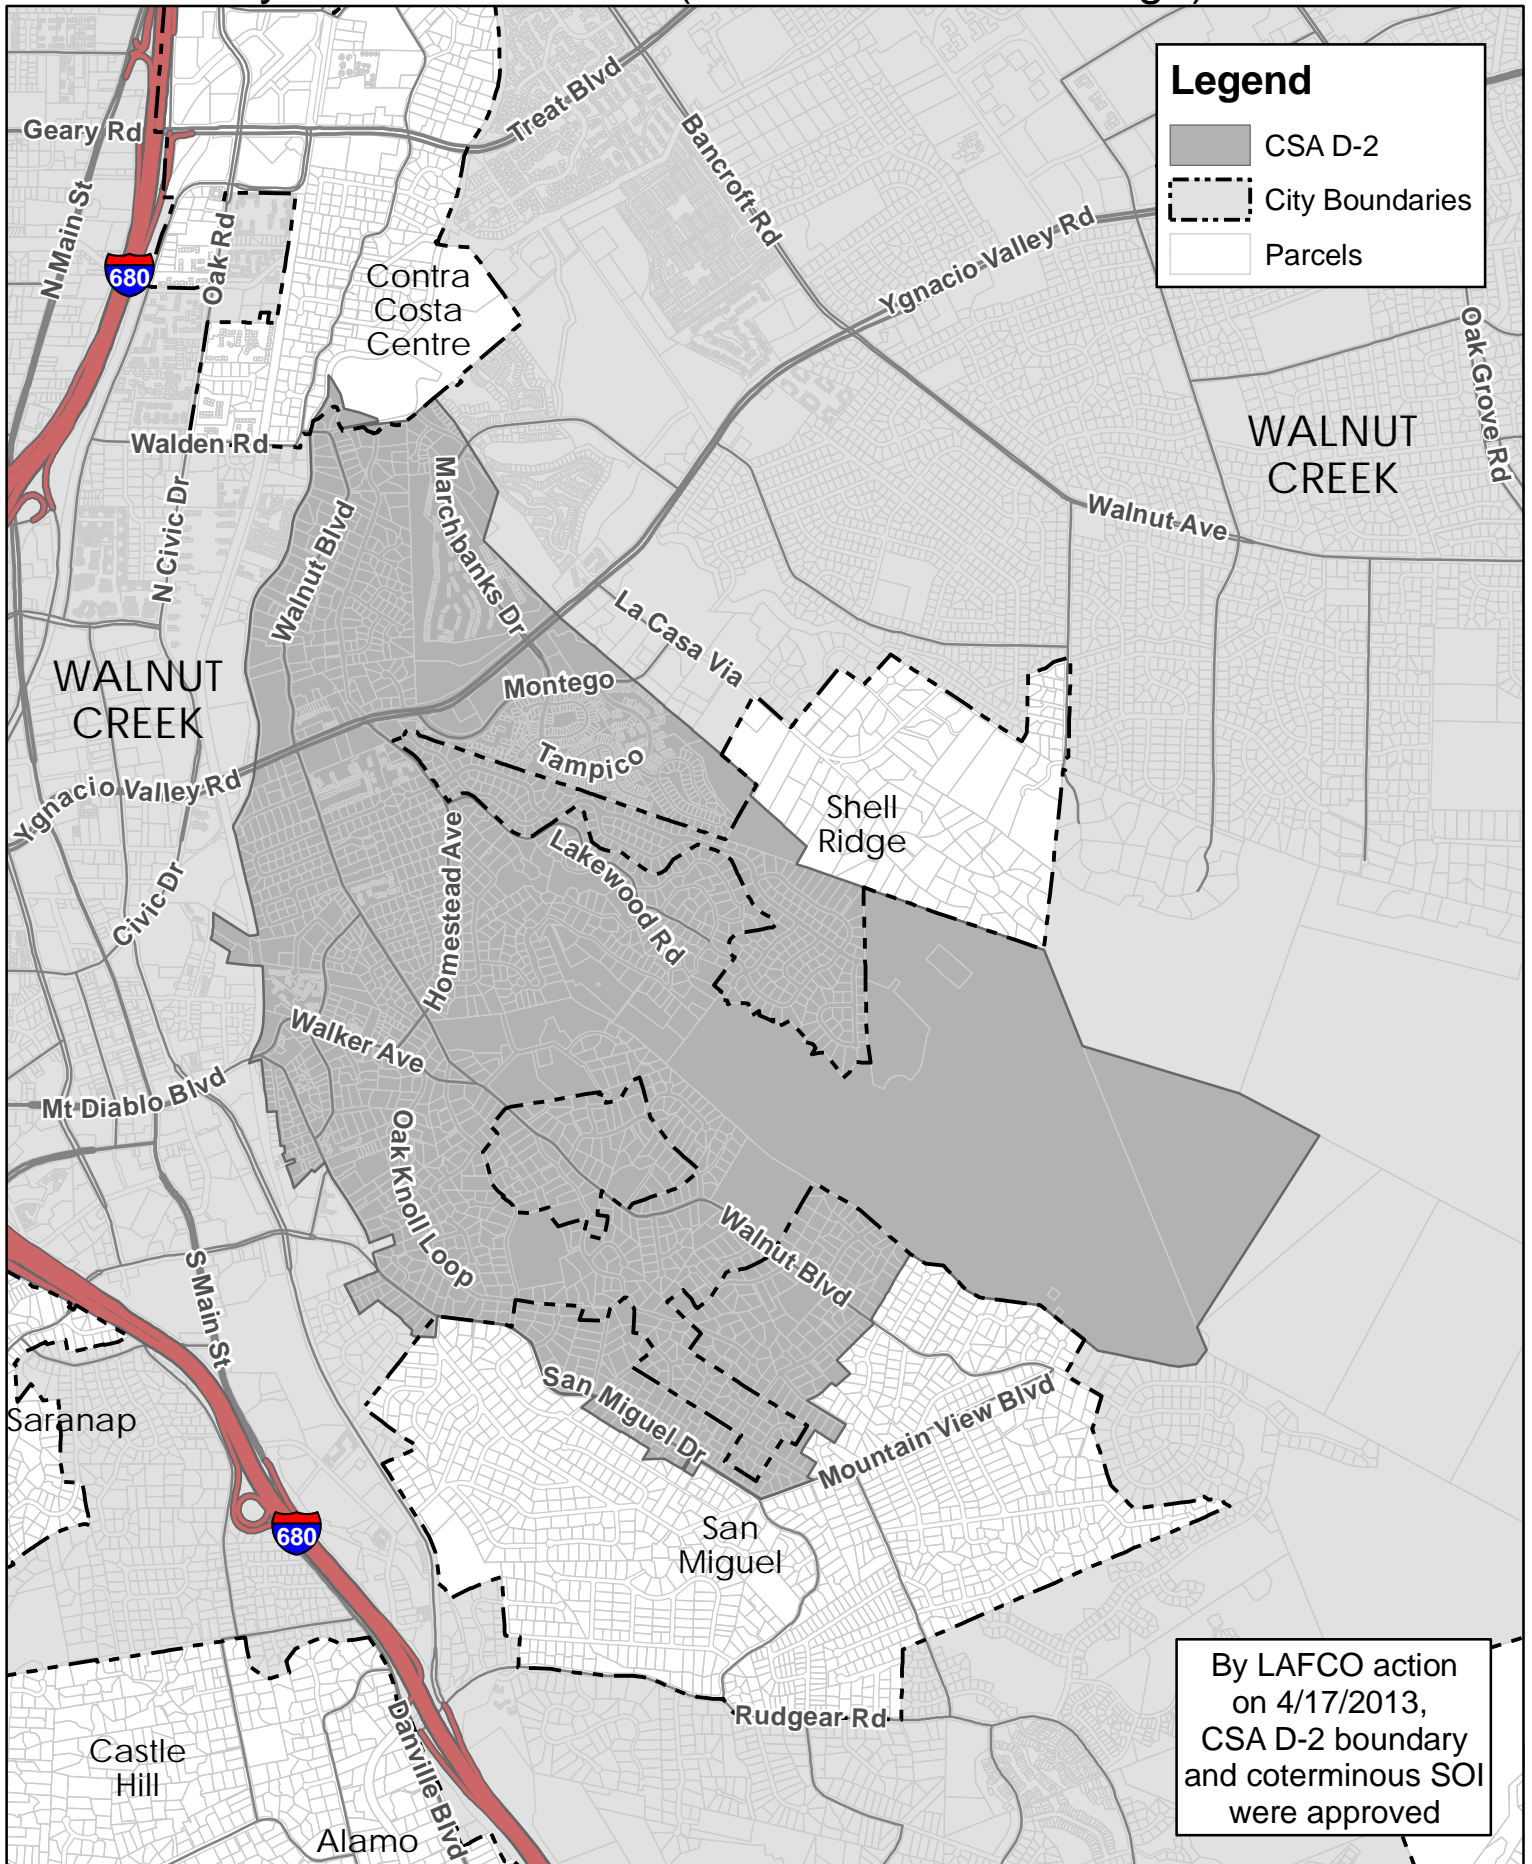 Legend
CSA D-2
City Boundaries
Parcels
Geary Rd
Treat Blvd
N Main St
Bancroft Rd
Oak Rd
680
Contra
Costa
Centre
Ygnacio Valley Rd
Oak Grove Rd
WALNUT
CREEK
Walden Rd
Marchbanks Dr
N Civic Dr
Walnut Blvd
Walnut Ave
La Casa Via
WALNUT
CREEK
Montego
Tampico
Ygnacio Valley Rd
Shell
Ridge
Homestead Ave
Lakewood Rd
Civic Dr
Walker Ave
Mt Diablo Blvd
Oak Knoll Loop
Walnut Blvd
S Main St
San Miguel Dr
Mountain View Blvd
Saranap
680
San
Miguel
Rudgear Rd
Danville Blvd
Castle
Hill
Alamo
By LAFCO action
on 4/17/2013,
CSA D-2 boundary
and coterminous SOI
were approved